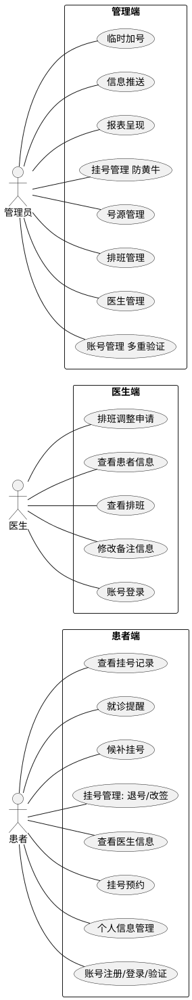 管理端
临时加号
信息推送
报表呈现
挂号管理 防黄牛
号源管理
排班管理
医生管理
账号管理 多重验证
管理员
医生端
排班调整申请
查看患者信息
查看排班
修改备注信息
账号登录
医生
患者端
查看挂号记录
就诊提醒
候补挂号
挂号管理: 退号/改签
查看医生信息
挂号预约
个人信息管理
账号注册/登录/验证
患者